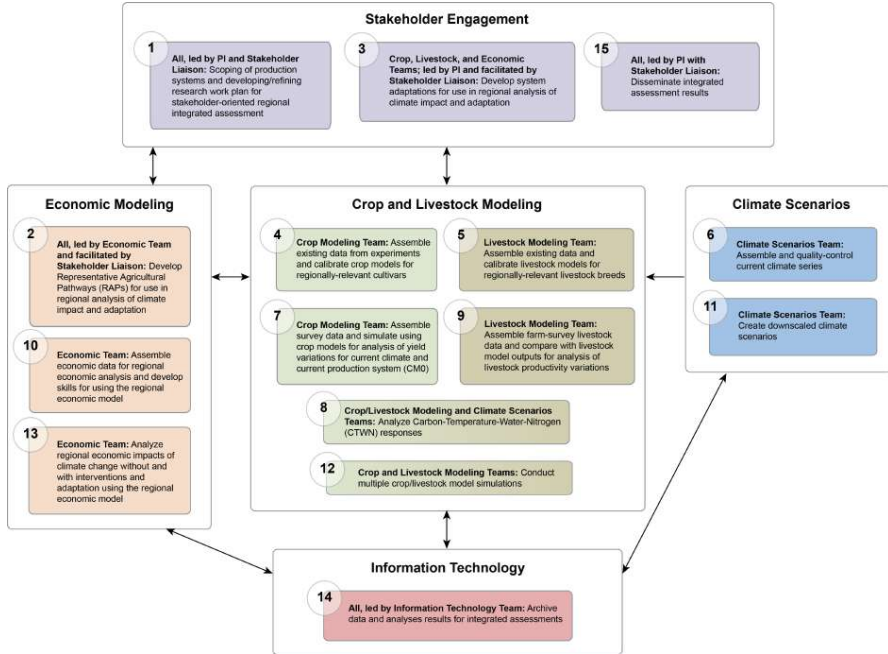 Stakeholder Engagement
1
All, led by PI and Stakeholder
Liaison: Scoping of production
systems and developing/refining
research work plan for
stakeholder-oriented regional
integrated assessment
3
Crop, Livestock, and Economic
Teams; led by PI and facilitated by
Stakeholder Liaison: Develop system
adaptations for use in regional analysis of
climate impact and adaptation
15
All, led by PI with
Stakeholder Liaison:
Disseminate integrated
assessment results
Economic Modeling
2
All, led by Economic Team
and facilitated by
Stakeholder Liaison: Develop
Representative Agricultural
Pathways (RAPs) for use
in regional analysis of climate
impact and adaptation
10
Economic Team: Assemble
economic data for regional
economic analysis and develop
skills for using the regional
economic model
13
Economic Team: Analyze
regional economic impacts of
climate change without and
with interventions and
adaptation using the regional
economic model
Crop and Livestock Modeling
4
Crop Modeling Team: Assemble
existing data from experiments
and calibrate crop models for
regionally-relevant cultivars
5
Livestock Modeling Team:
Assemble existing data and
calibrate livestock models for
regionally-relevant livestock breeds
7
Crop Modeling Team: Assemble
survey data and simulate using
crop models for analysis of yield
variations for current climate and
current production system (CM0)
9
Livestock Modeling Team:
Assemble farm-survey livestock
data and compare with livestock
model outputs for analysis of
livestock productivity variations
8
Crop/Livestock Modeling and Climate Scenarios
Teams: Analyze Carbon-Temperature-Water-Nitrogen
(CTWN) responses
12
Crop and Livestock Modeling Teams: Conduct
multiple crop/livestock model simulations
Climate Scenarios
6
Climate Scenarios Team:
Assemble and quality-control
current climate series
11
Climate Scenarios Team:
Create downscaled climate
scenarios
Information Technology
14
All, led by Information Technology Team: Archive
data and analyses results for integrated assessments